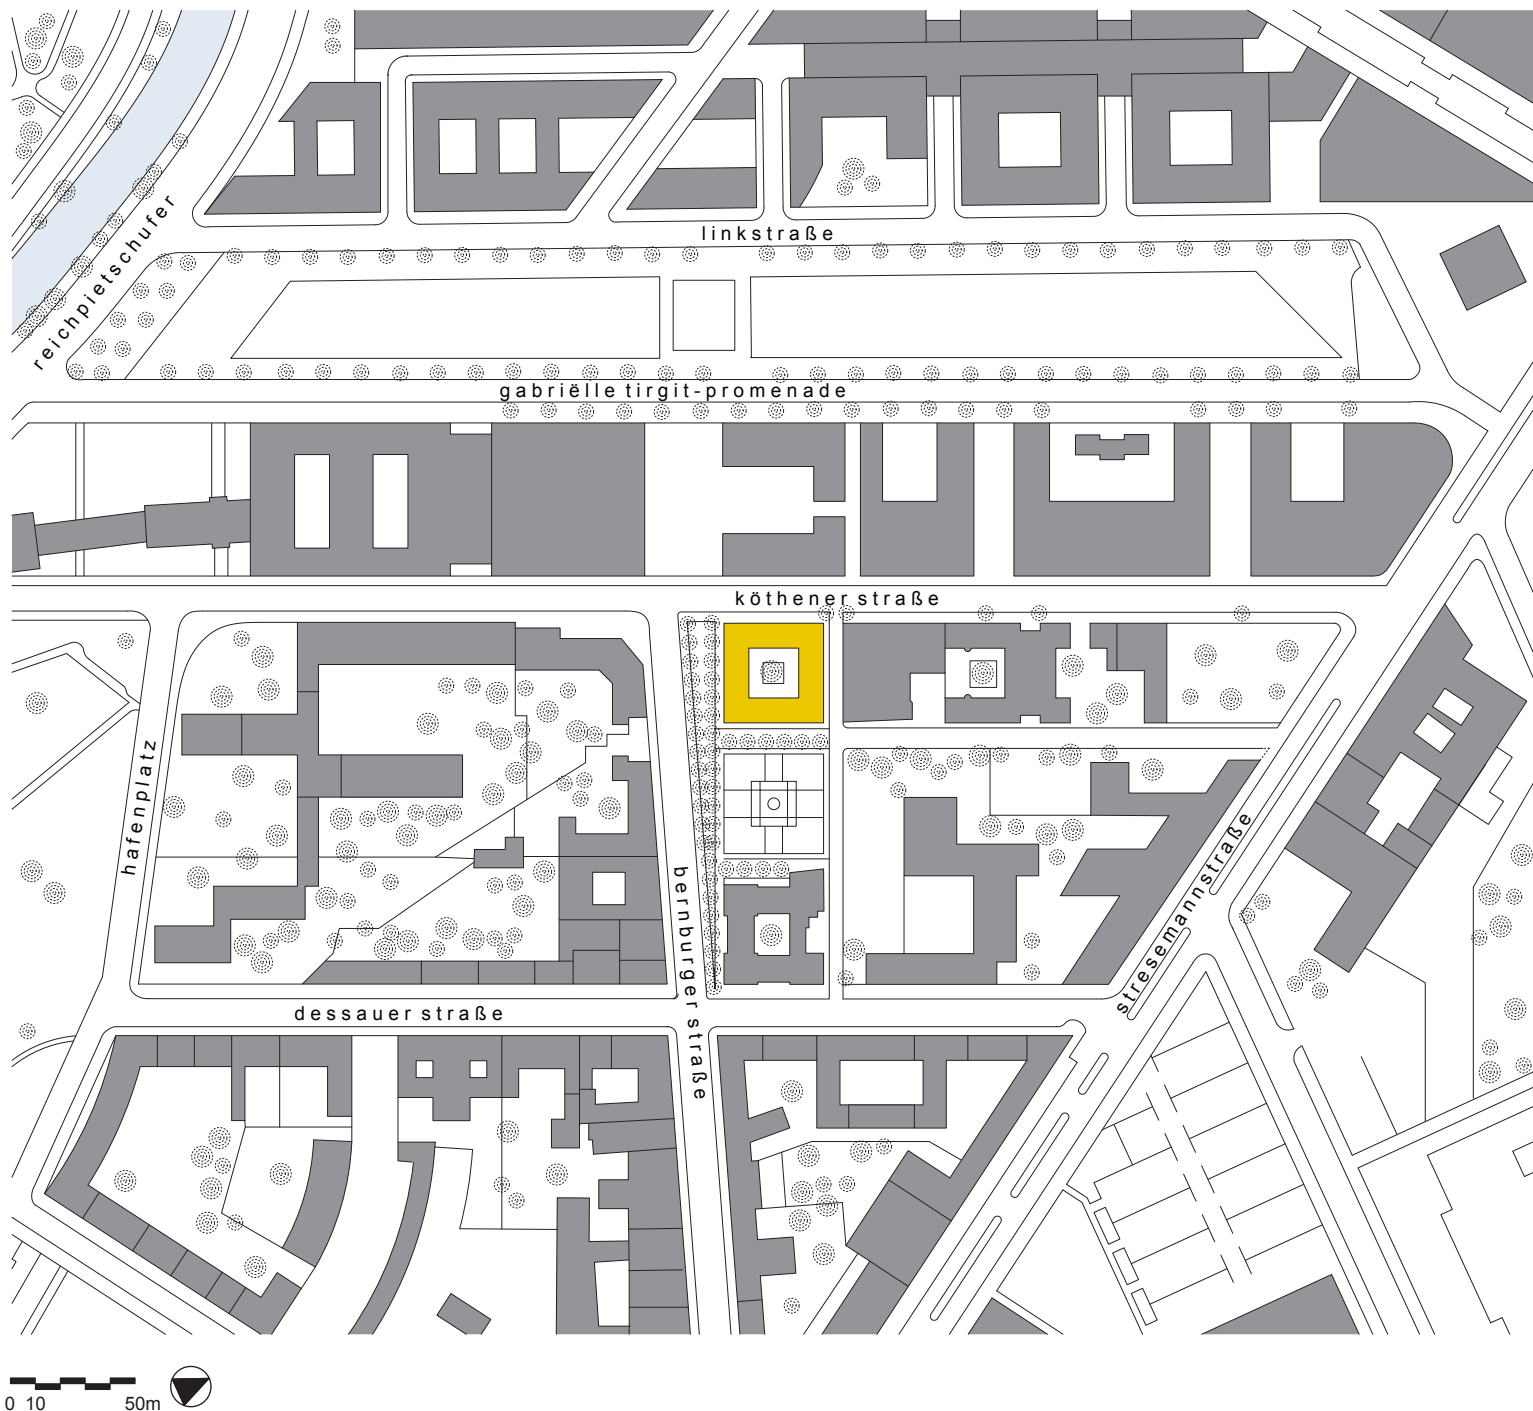 linkstraße
reichpietschufer
gabriëlle tirgit-promenade
köthener straße
hafenplatz
bernburger straße
stresemannstraße
dessauer straße
0 10 50m